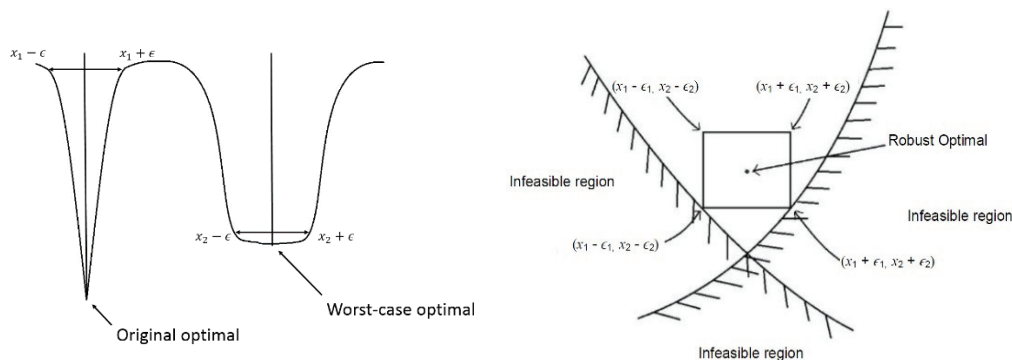 x₁ − ϵ
x₁ + ϵ
x₂ − ϵ
x₂ + ϵ
Original optimal
Worst-case optimal
(x₁ - ϵ₁, x₂ - ϵ₂)
(x₁ + ϵ₁, x₂ + ϵ₂)
Robust Optimal
Infeasible region
Infeasible region
(x₁ - ϵ₁, x₂ - ϵ₂)
(x₁ + ϵ₁, x₂ + ϵ₂)
Infeasible region